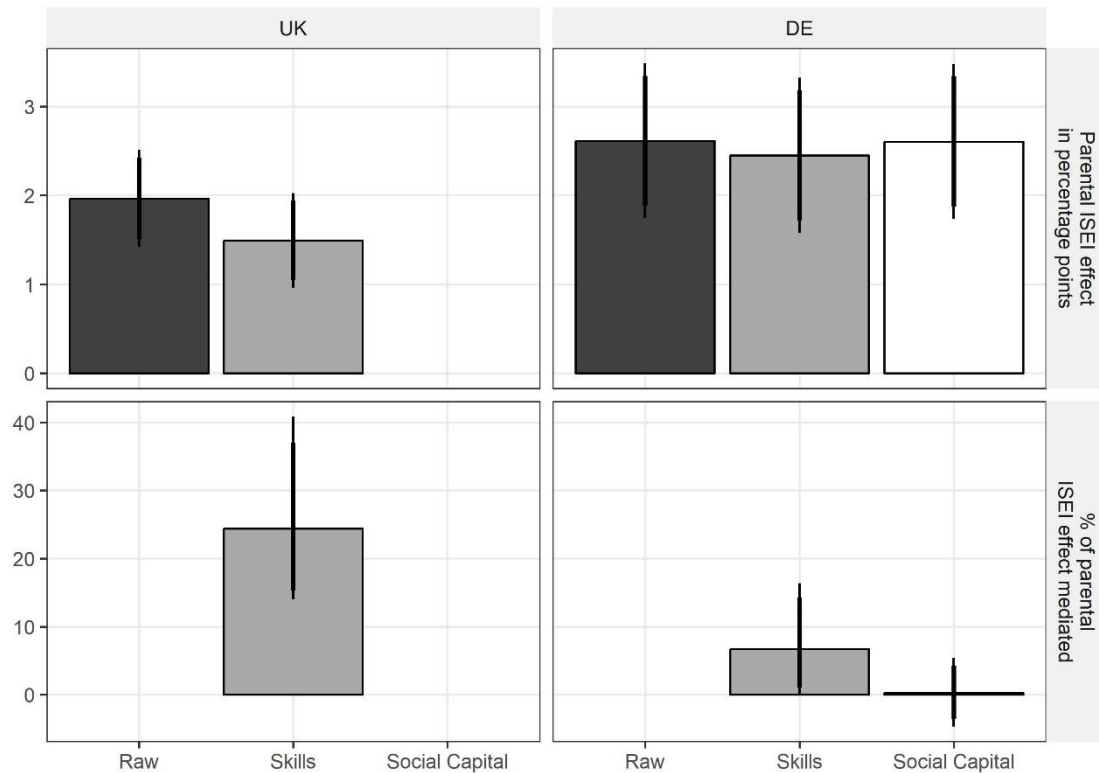 UK
DE
3
2
1
0
Parental ISEI effect
in percentage points
40
30
20
10
0
% of parental
ISEI effect mediated
Raw
Skills
Social Capital
Raw
Skills
Social Capital